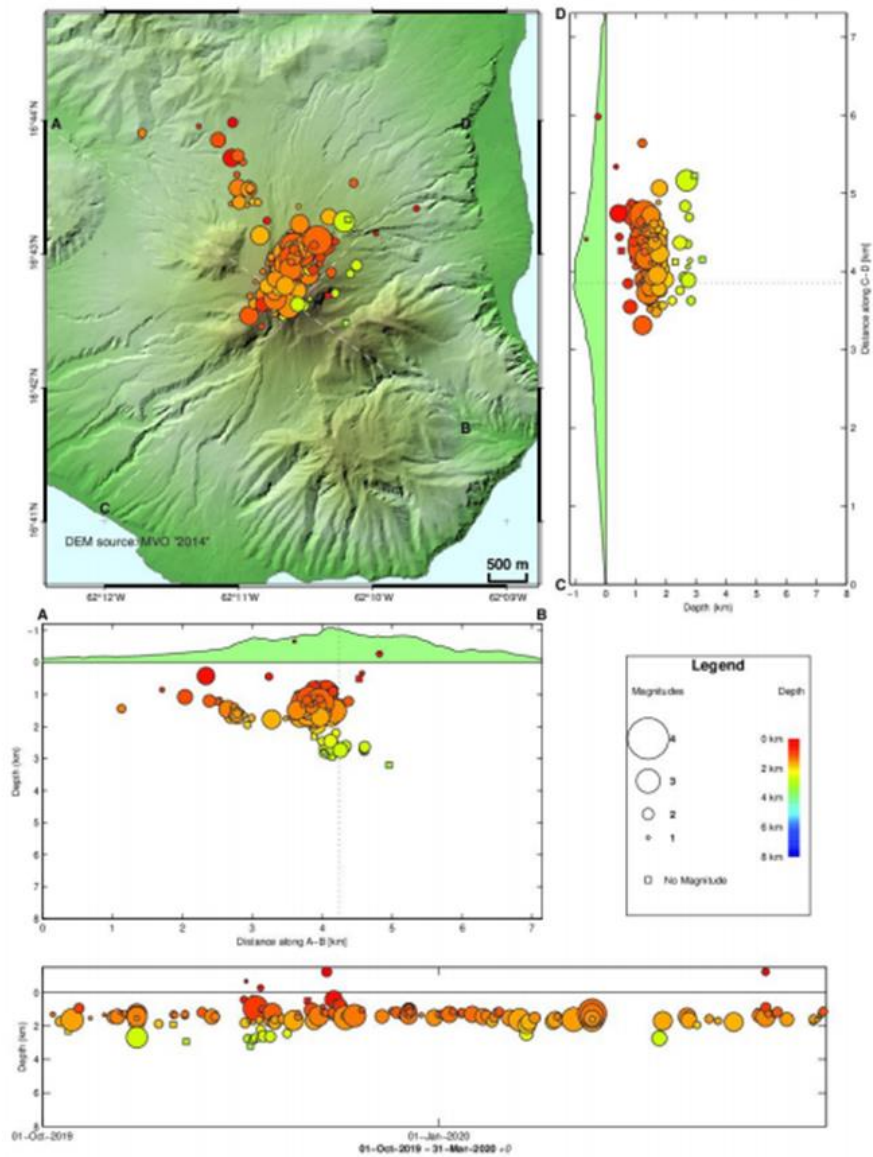 D
7
A
D
16°44'N
6
5
16°43'N
4
Distance along C-D [km]
3
16°42'N
2
B
C
1
16°41'N
DEM source: MVO "2014"
500 m
C
0
62°12'W 62°11'W 62°10'W 62°09'W
-1 0 1 2 3 4 5 6 7 8
Depth [km]
A B
-1
0
1
2
3
4
5
6
7
8
Depth (km)
0 1 2 3 4 5 6 7
Distance along A-B [km]
Legend
Magnitudes Depth
4 0 km
2 km
3 4 km
2 6 km
1 8 km
No Magnitude
0
2
4
6
8
Depth (km)
01-Oct-2019 01-Jan-2020
01-Oct-2019 - 31-Mar-2020 +0